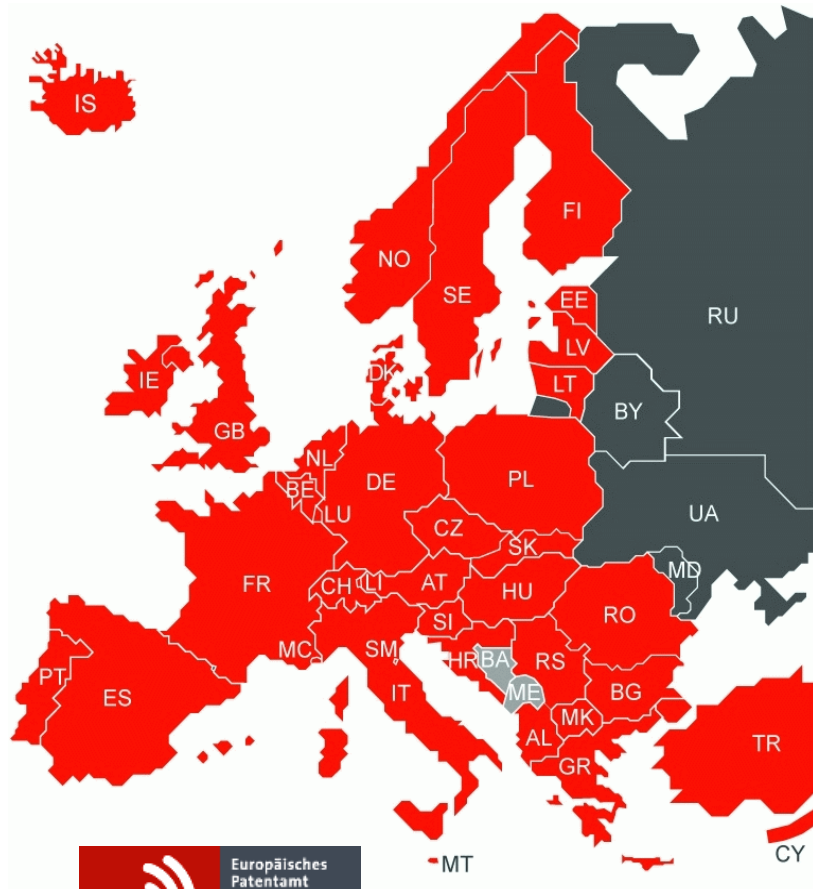 IS
FI
NO
SE
EE
RU
LV
DK
IE
LT
BY
GB
NL
DE
PL
BE
LU
UA
CZ
SK
MD
FR
CH
LI
AT
HU
RO
SI
MC
SM
HR
BA
RS
PT
ES
IT
ME
BG
MK
AL
TR
GR
CY
MT
Europäisches
Patentamt